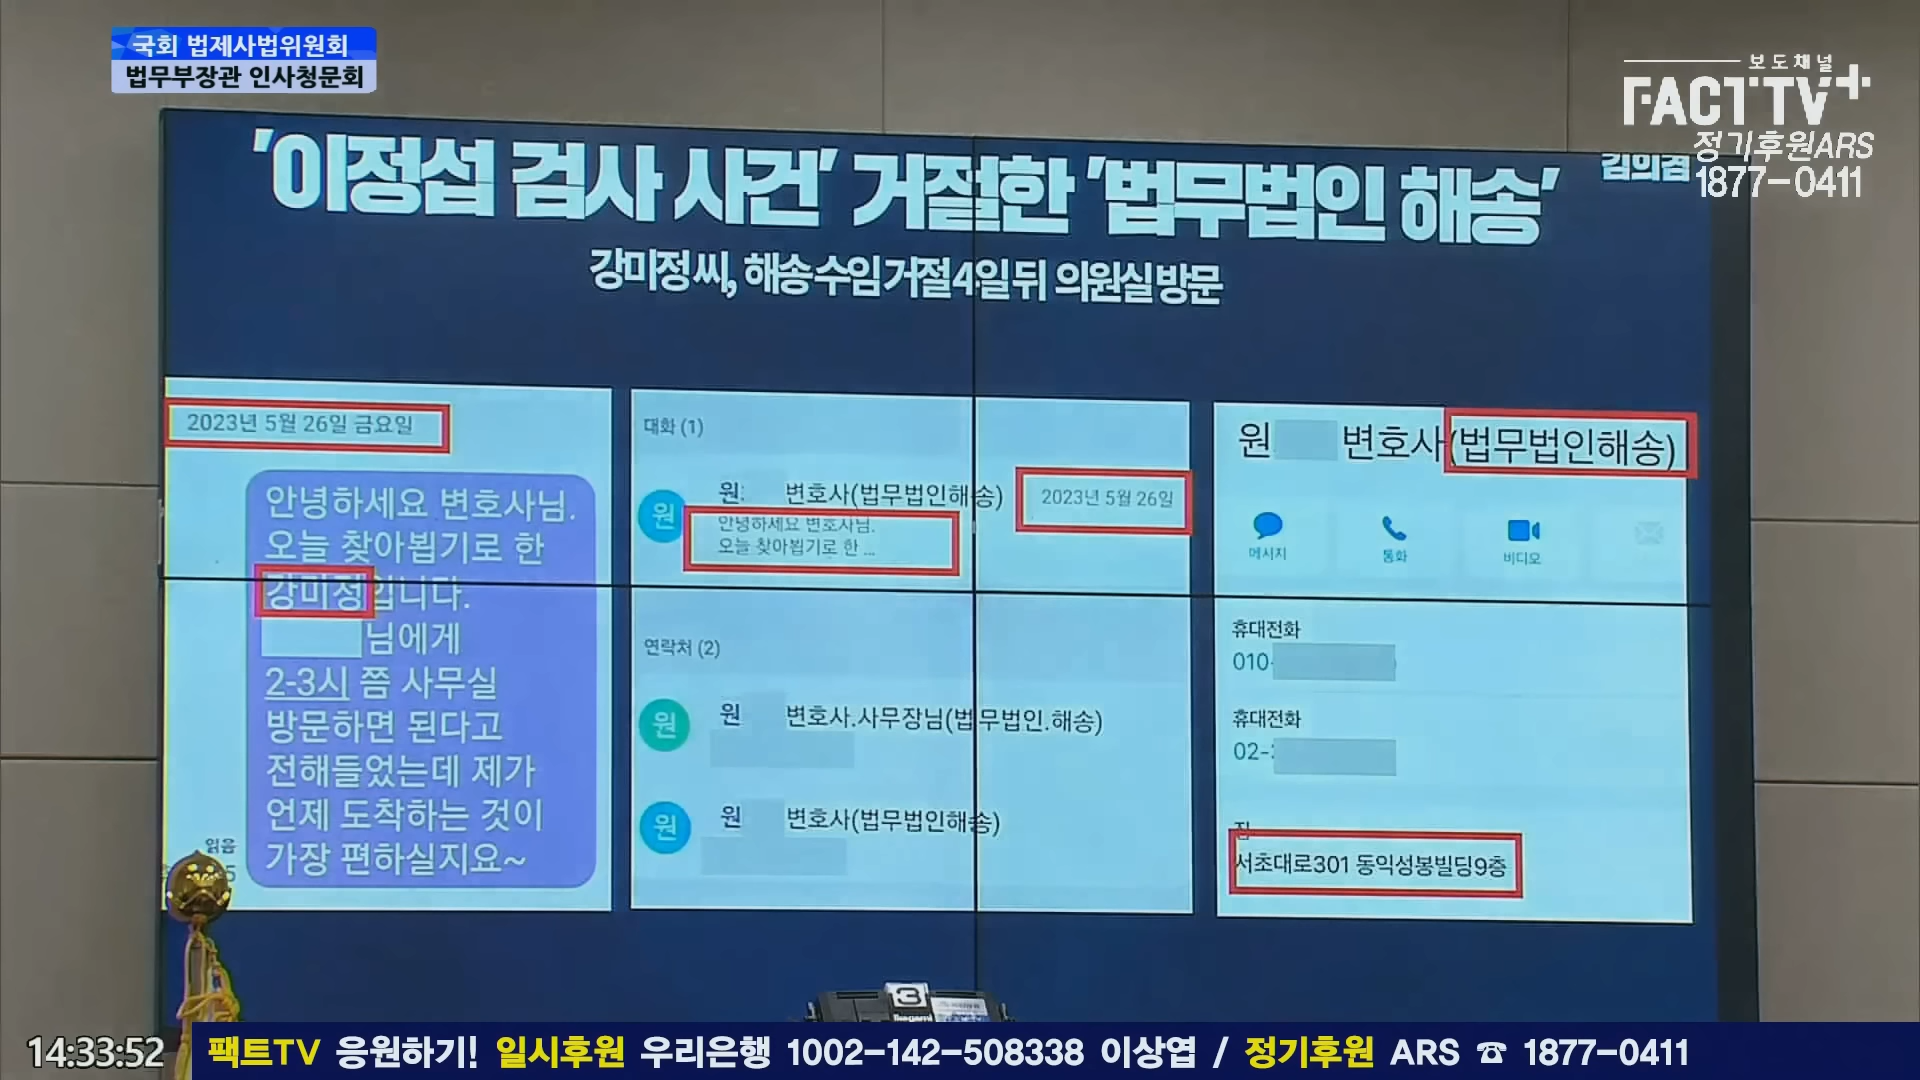 국회 법제사법위원회
법무부장관 인사청문회
보도채널
FACTTV+
정기후원ARS
1877-0411
김의겸
'이정섭 검사 사건' 거절한 '법무법인 해송'
강미정 씨, 해송 수임 거절 4일 뒤 의원실 방문
2023년 5월 26일 금요일
안녕하세요 변호사님.
오늘 찾아뵙기로 한
강미정입니다.
님에게
2-3시 쯤 사무실
방문하면 된다고
전해들었는데 제가
언제 도착하는 것이
가장 편하실지요~
읽음
대화 (1)
원
원: 변호사(법무법인해송)
2023년 5월 26일
안녕하세요 변호사님.
오늘 찾아뵙기로 한 ...
연락처 (2)
원
원 변호사.사무장님(법무법인.해송)
원
원 변호사(법무법인해송)
원 변호사(법무법인해송)
메시지
통화
비디오
휴대전화
010-
휴대전화
02-
집
서초대로301 동익성봉빌딩9층
3
14:33:52
팩트TV 응원하기! 일시후원 우리은행 1002-142-508338 이상엽 / 정기후원 ARS ☎ 1877-0411